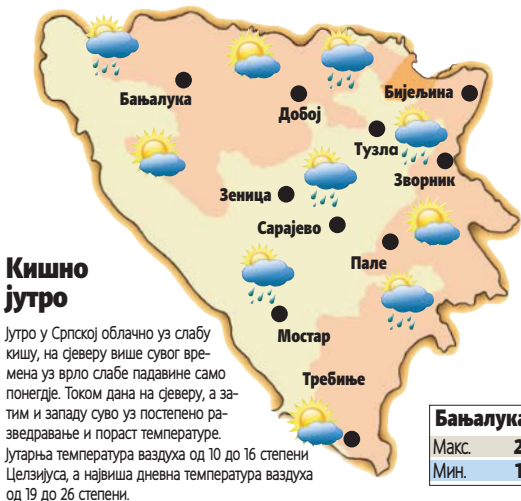 Бањалука
Добој
Бијељина
Тузла
Зворник
Зеница
Сарајево
Пале
Мостар
Требиње
Кишно
јутро
Јутро у Српској облачно уз слабу
кишу, на сјеверу више сувог вре-
мена уз врло слабе падавине само
понегдје. Током дана на сјеверу, а за-
тим и западу суво уз постепено ра-
зведравање и пораст температуре.
Јутарња температура ваздуха од 10 до 16 степени
Целзијуса, а највиша дневна температура ваздуха
од 19 до 26 степени.
Бањалука
Макс. 2
Мин. 1